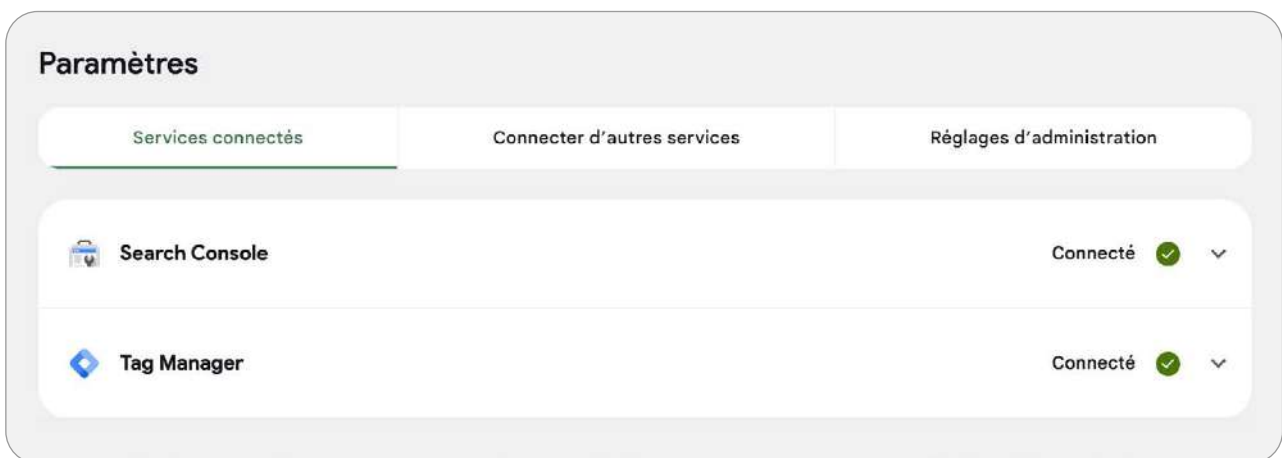 Paramètres
Services connectés Connecter d’autres services Réglages d’administration
Search Console Connecté
Tag Manager Connecté